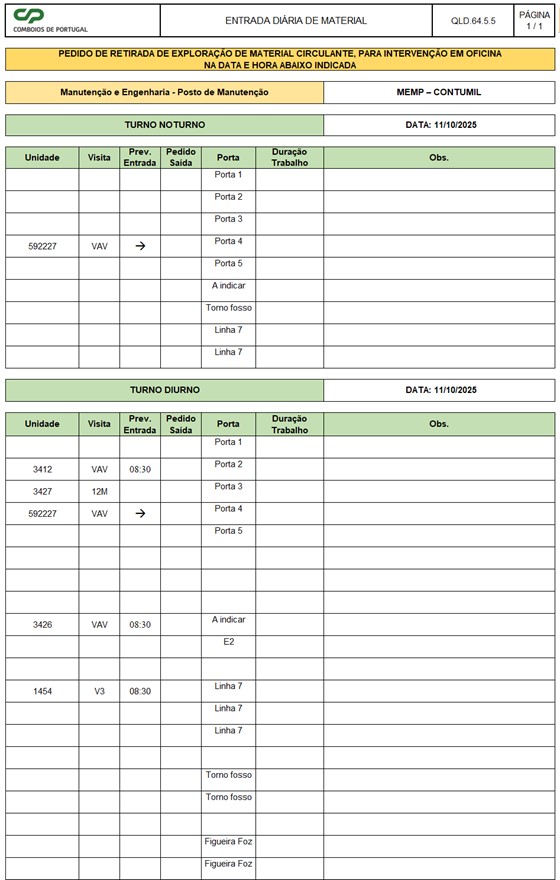 CP
COMBOIOS DE PORTUGAL
ENTRADA DIÁRIA DE MATERIAL
QLD.64.5.5
PÁGINA
1 / 1
PEDIDO DE RETIRADA DE EXPLORAÇÃO DE MATERIAL CIRCULANTE, PARA INTERVENÇÃO EM OFICINA
NA DATA E HORA ABAIXO INDICADA
Manutenção e Engenharia - Posto de Manutenção MEMP – CONTUMIL
TURNO NOTURNO DATA: 11/10/2025
Unidade Visita Prev. Entrada Pedido Saída Porta Duração Trabalho Obs.
Porta 1
Porta 2
Porta 3
592227 VAV → Porta 4
Porta 5
A indicar
Torno fosso
Linha 7
Linha 7
TURNO DIURNO DATA: 11/10/2025
Unidade Visita Prev. Entrada Pedido Saída Porta Duração Trabalho Obs.
Porta 1
3412 VAV 08:30 Porta 2
3427 12M Porta 3
592227 VAV → Porta 4
Porta 5
3426 VAV 08:30 A indicar
E2
1454 V3 08:30 Linha 7
Linha 7
Linha 7
Torno fosso
Torno fosso
Figueira Foz
Figueira Foz